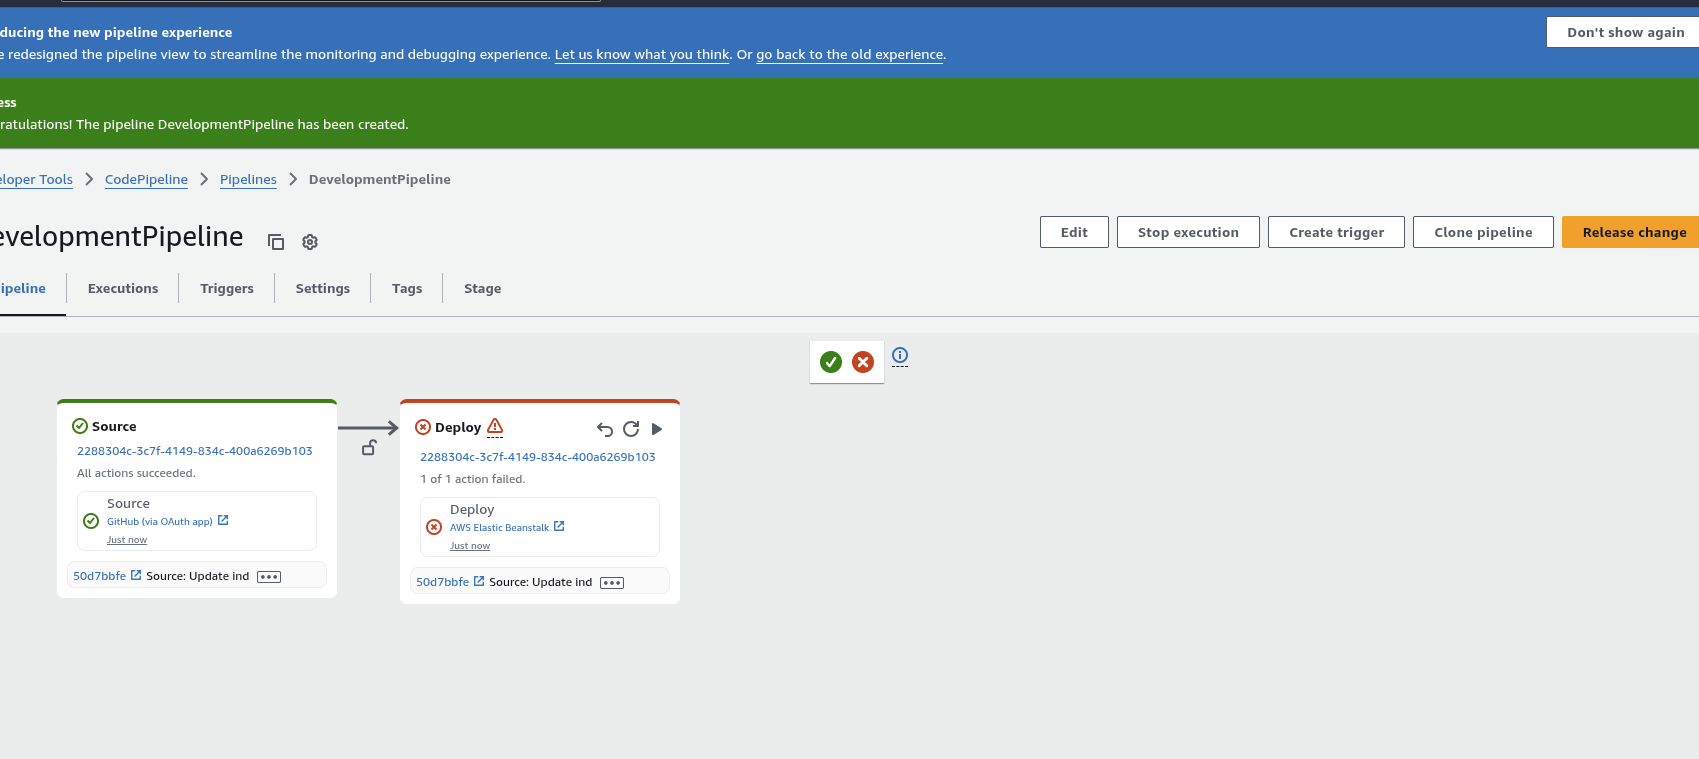 ducing the new pipeline experience
Don't show again
e redesigned the pipeline view to streamline the monitoring and debugging experience. Let us know what you think. Or go back to the old experience.
ess
ratulations! The pipeline DevelopmentPipeline has been created.
eloper Tools
CodePipeline
Pipelines
DevelopmentPipeline
evelopmentPipeline
Edit
Stop execution
Create trigger
Clone pipeline
Release change
ipeline
Executions
Triggers
Settings
Tags
Stage
Source
2288304c-3c7f-4149-834c-400a6269b103
All actions succeeded.
Source
GitHub (via OAuth app)
Just now
50d7bbfe Source: Update ind
Deploy
2288304c-3c7f-4149-834c-400a6269b103
1 of 1 action failed.
Deploy
AWS Elastic Beanstalk
Just now
50d7bbfe Source: Update ind